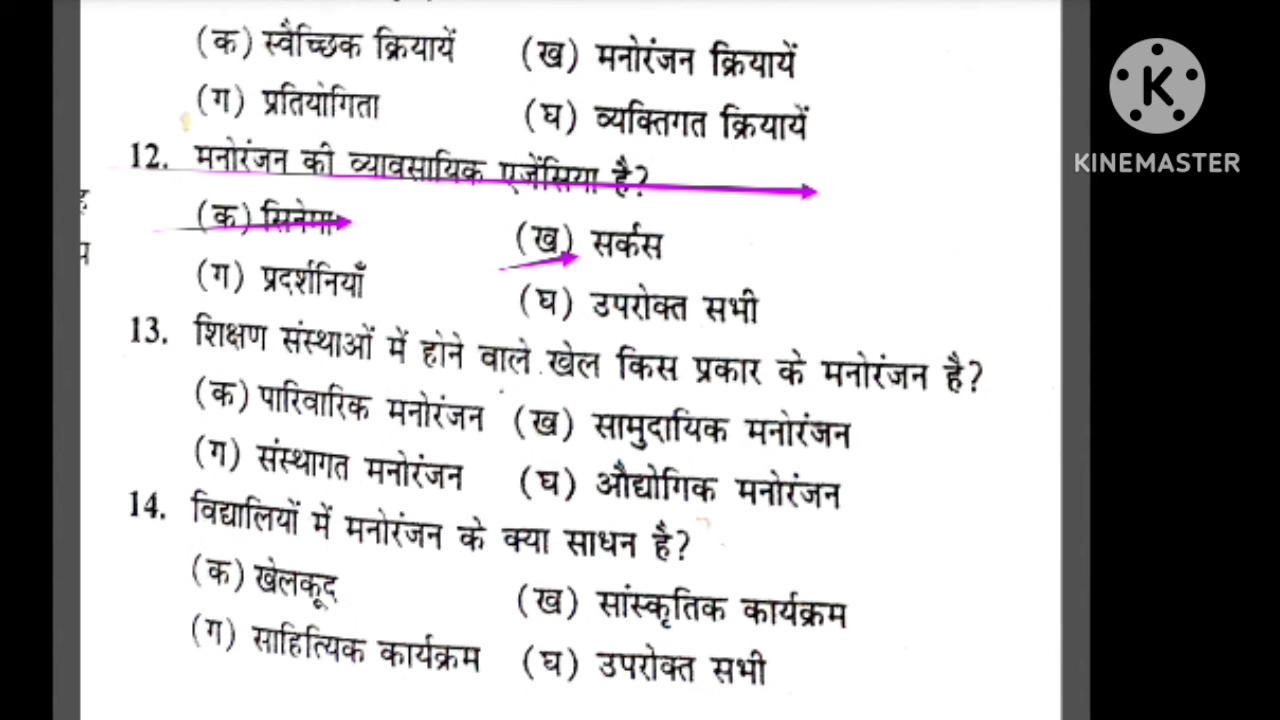 (क) स्वैच्छिक क्रियायें (ख) मनोरंजन क्रियायें
(ग) प्रतियोगिता (घ) व्यक्तिगत क्रियायें
12. मनोरंजन की व्यावसायिक एजेंसिया है?
(क) सिनेमा (ख) सर्कस
(ग) प्रदर्शनियाँ (घ) उपरोक्त सभी
13. शिक्षण संस्थाओं में होने वाले खेल किस प्रकार के मनोरंजन है?
(क) पारिवारिक मनोरंजन (ख) सामुदायिक मनोरंजन
(ग) संस्थागत मनोरंजन (घ) औद्योगिक मनोरंजन
14. विद्यालियों में मनोरंजन के क्या साधन है?
(क) खेलकूद (ख) सांस्कृतिक कार्यक्रम
(ग) साहित्यिक कार्यक्रम (घ) उपरोक्त सभी
K
KINEMASTER